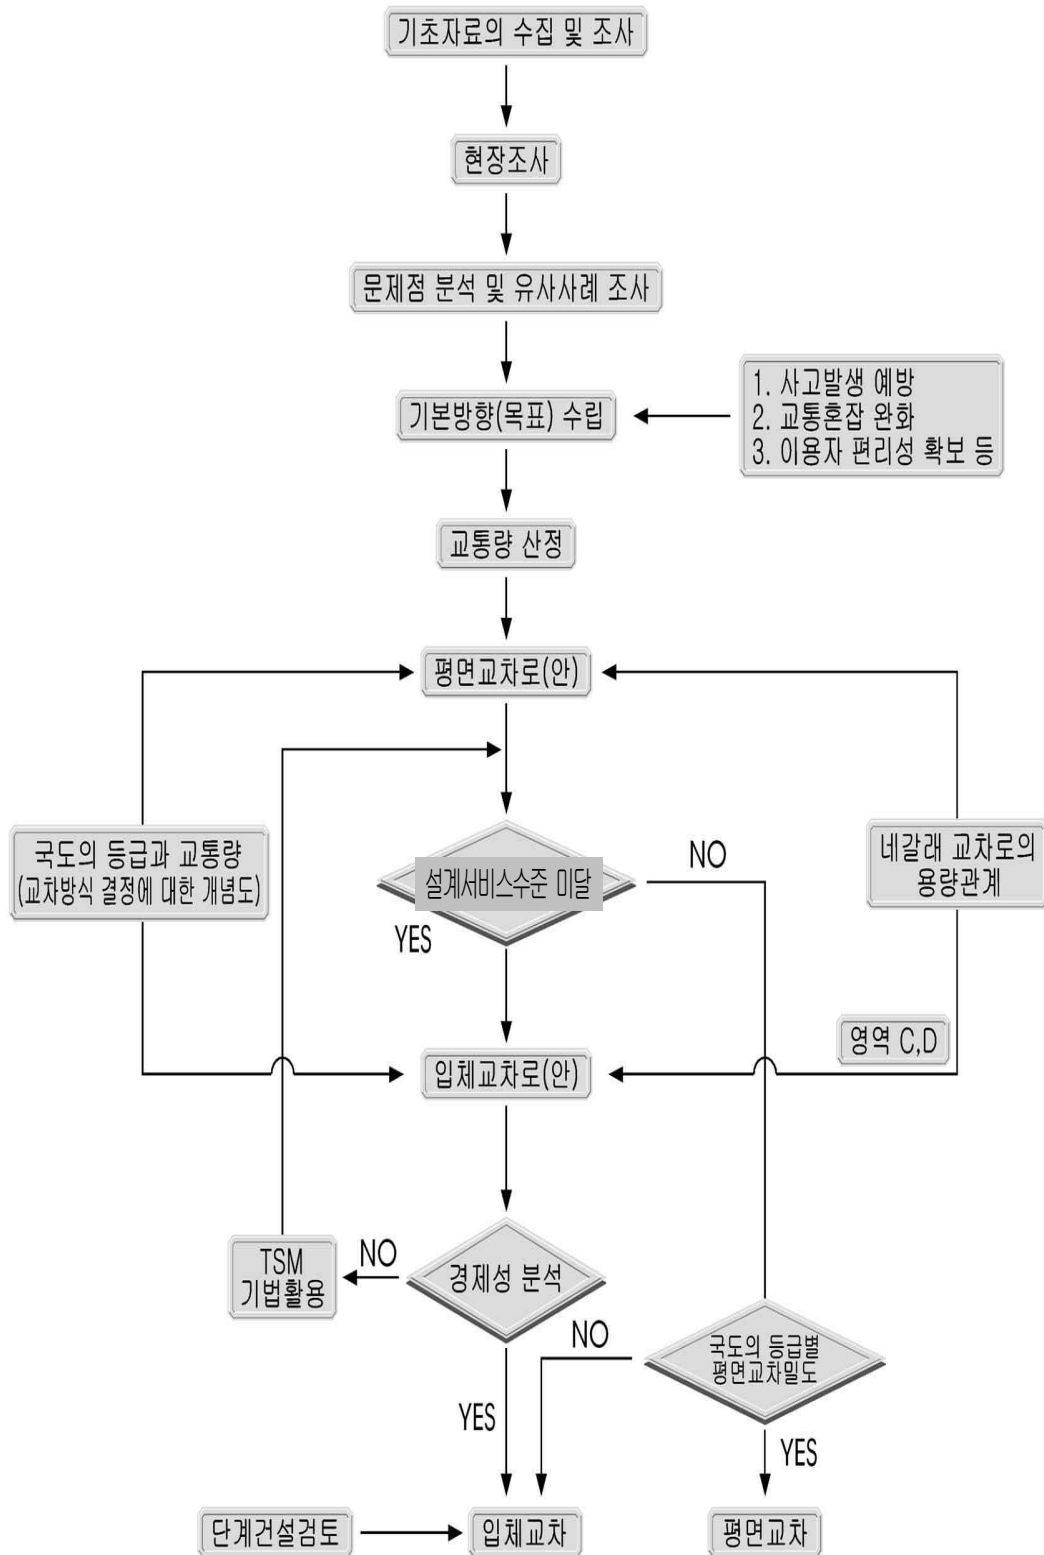 기초자료의 수집 및 조사
현장조사
문제점 분석 및 유사사례 조사
기본방향(목표) 수립
1. 사고발생 예방
2. 교통혼잡 완화
3. 이용자 편리성 확보 등
교통량 산정
평면교차로(안)
국도의 등급과 교통량
(교차방식 결정에 대한 개념도)
설계서비스수준 미달
NO
YES
네갈래 교차로의
용량관계
영역 C,D
입체교차로(안)
TSM
기법활용
NO
경제성 분석
NO
국도의 등급별
평면교차밀도
YES
YES
단계건설검토
입체교차
평면교차